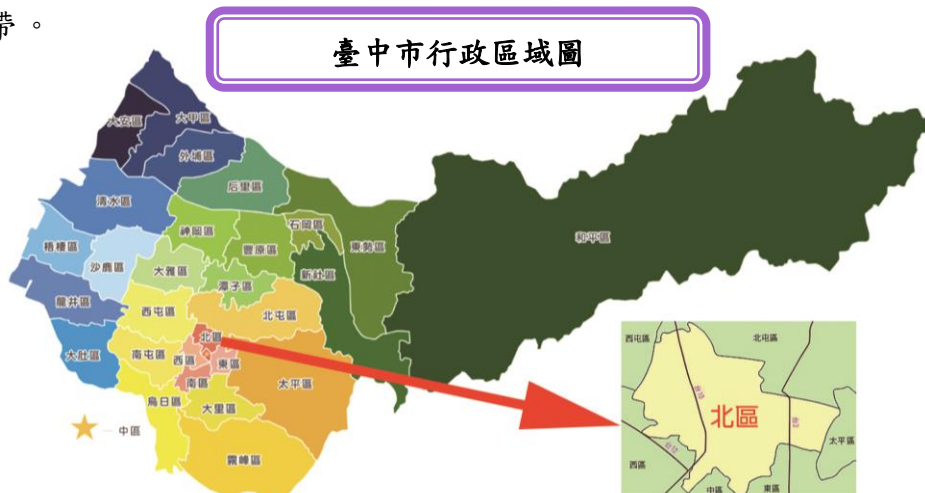 帶。
臺中市行政區域圖
大安區
大甲區
外埔區
后里區
清水區
神岡區
豐原區
石岡區
東勢區
和平區
梧棲區
沙鹿區
大雅區
潭子區
新社區
龍井區
西屯區
北屯區
大肚區
南屯區
西區
北區
東區
南區
太平區
烏日區
大里區
中區
霧峰區
西屯區
北屯區
北區
太平區
西區
中區
東區